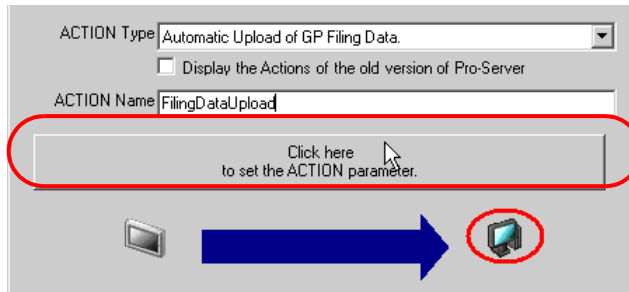 ACTION Type Automatic Upload of GP Filing Data.
Display the Actions of the old version of Pro-Server
ACTION Name FilingDataUpload
Click here
to set the ACTION parameter.